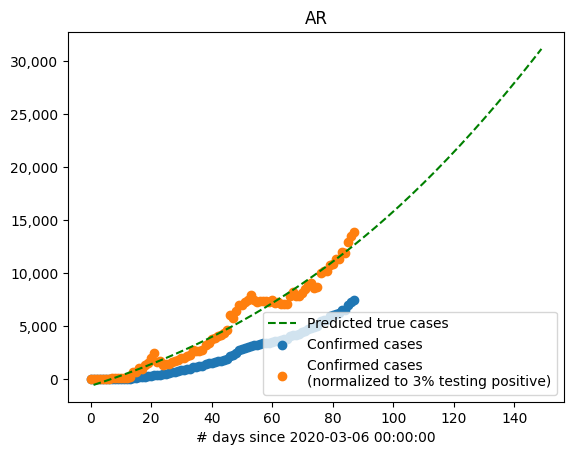 AR
30,000
25,000
20,000
15,000
10,000
5,000
0
Predicted true cases
Confirmed cases
Confirmed cases
(normalized to 3% testing positive)
0 20 40 60 80 100 120 140
# days since 2020-03-06 00:00:00